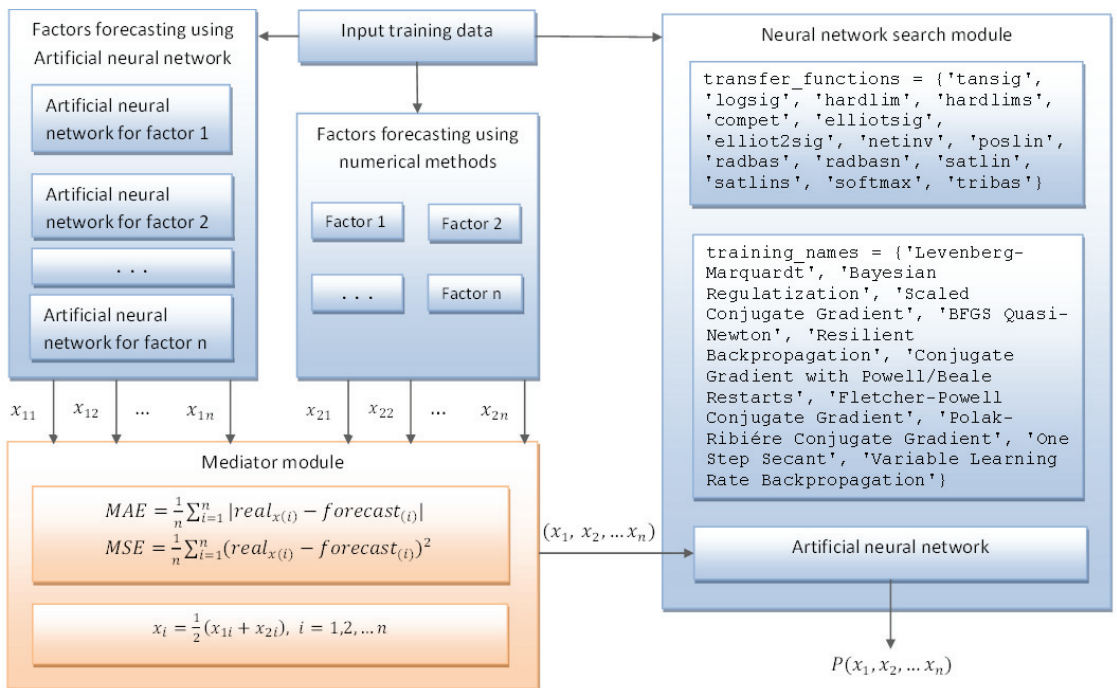 Factors forecasting using
Artificial neural network
Artificial neural
network for factor 1
Artificial neural
network for factor 2
. . .
Artificial neural
network for factor n
Input training data
Factors forecasting using
numerical methods
Factor 1
Factor 2
. . .
Factor n
Neural network search module
transfer_functions = {'tansig',
'logsig', 'hardlim', 'hardlims',
'compet', 'elliotsig',
'elliot2sig', 'netinv', 'poslin',
'radbas', 'radbasn', 'satlin',
'satlins', 'softmax', 'tribas'}
training_names = {'Levenberg-
Marquardt', 'Bayesian
Regulatization', 'Scaled
Conjugate Gradient', 'BFGS Quasi-
Newton', 'Resilient
Backpropagation', 'Conjugate
Gradient with Powell/Beale
Restarts', 'Fletcher-Powell
Conjugate Gradient', 'Polak-
Ribiére Conjugate Gradient', 'One
Step Secant', 'Variable Learning
Rate Backpropagation'}
Artificial neural network
x₁₁ x₁₂ ... x₁ₙ
x₂₁ x₂₂ ... x₂ₙ
Mediator module
MAE = 1/n ∑ⁿᵢ₌₁ |real_x(i) − forecast_(i)|
MSE = 1/n ∑ⁿᵢ₌₁ (real_x(i) − forecast_(i))²
xᵢ = 1/2 (x₁ᵢ + x₂ᵢ), i = 1,2, … n
(x₁, x₂, … xₙ)
P(x₁, x₂, … xₙ)